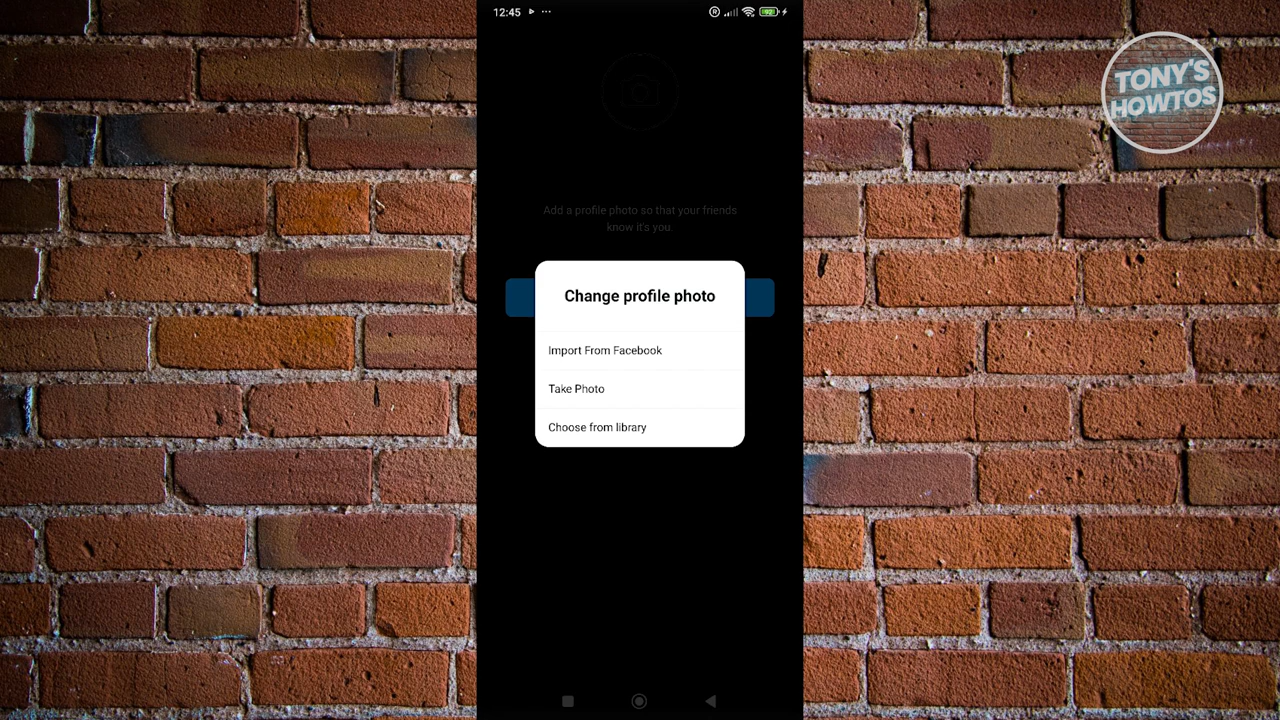 12:45
92
TONY'S
HOWTOS
Add a profile photo so that your friends
know it's you.
Change profile photo
Import From Facebook
Take Photo
Choose from library